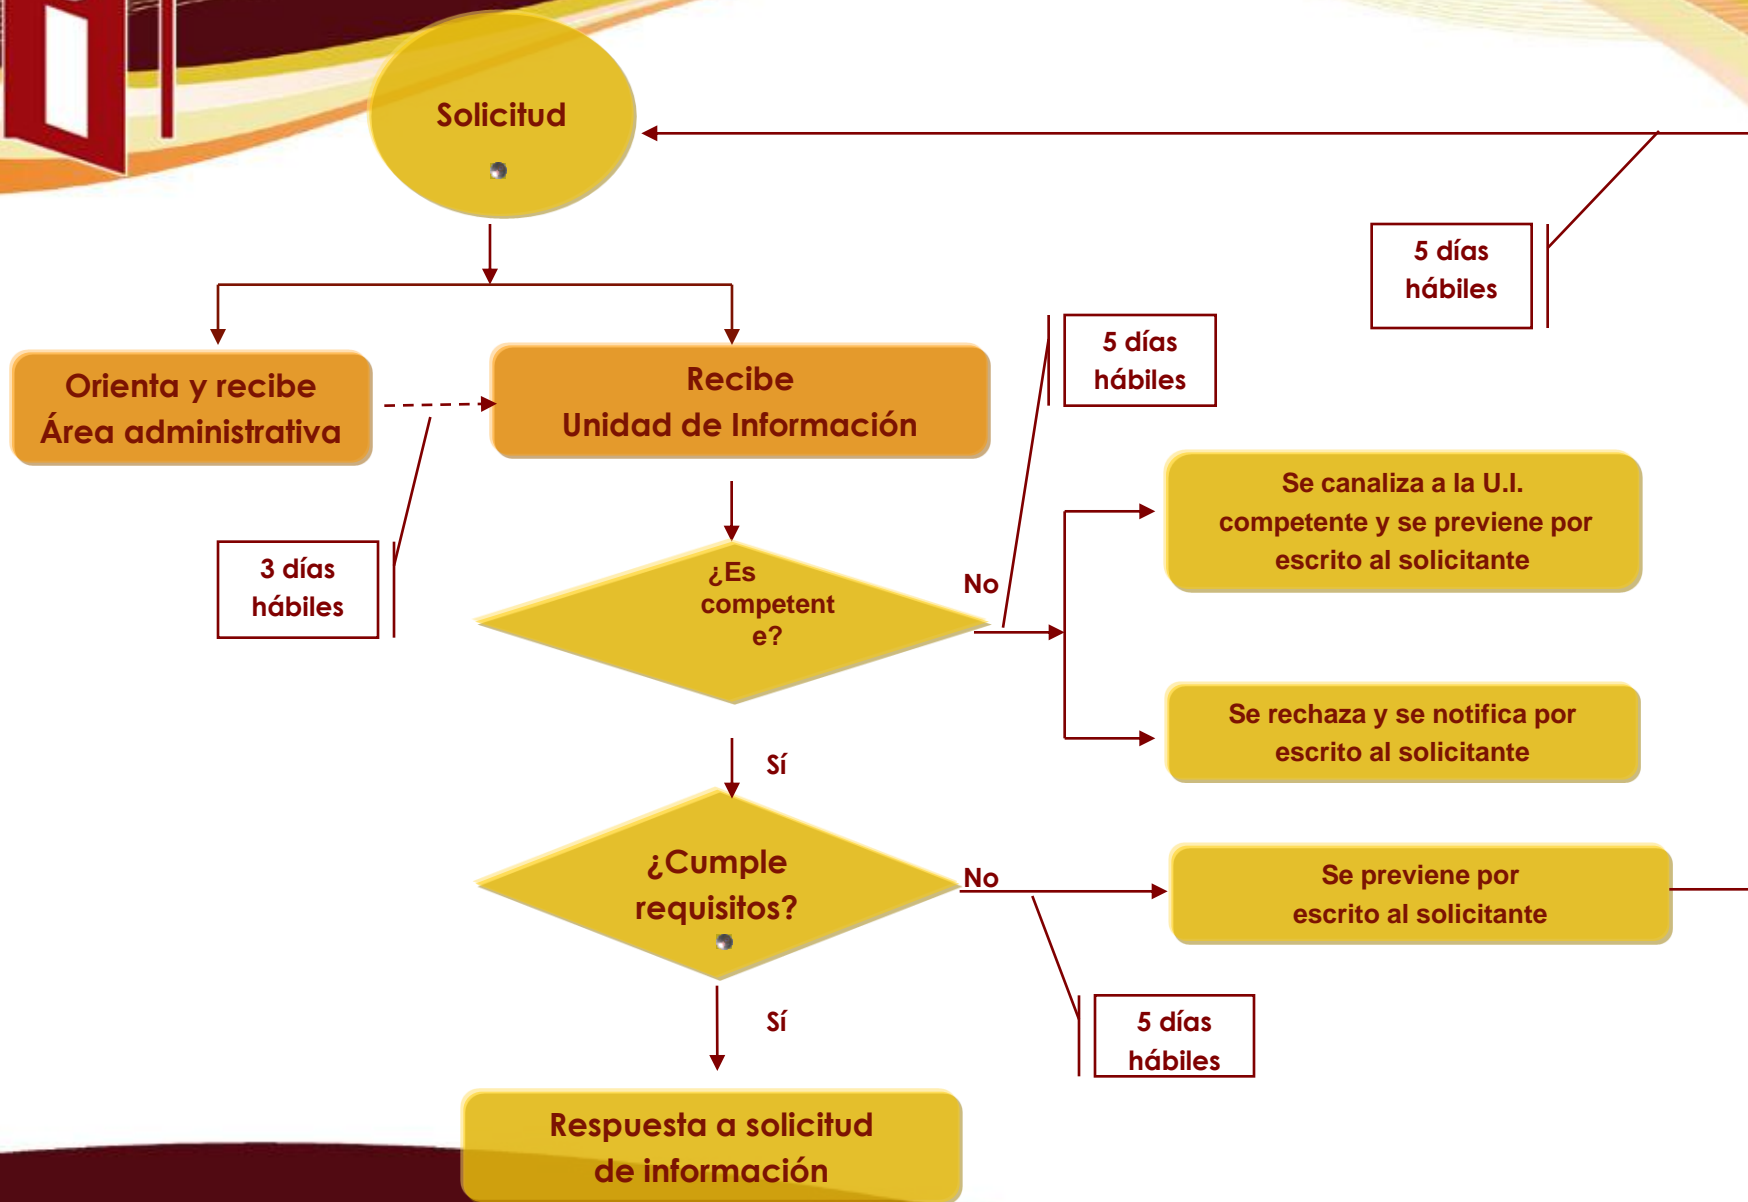 Solicitud
5 días
hábiles
5 días
hábiles
Orienta y recibe
Área administrativa
Recibe
Unidad de Información
3 días
hábiles
¿Es
competent
e?
No
Se canaliza a la U.I.
competente y se previene por
escrito al solicitante
Se rechaza y se notifica por
escrito al solicitante
Sí
¿Cumple
requisitos?
No
Se previene por
escrito al solicitante
5 días
hábiles
Sí
Respuesta a solicitud
de información